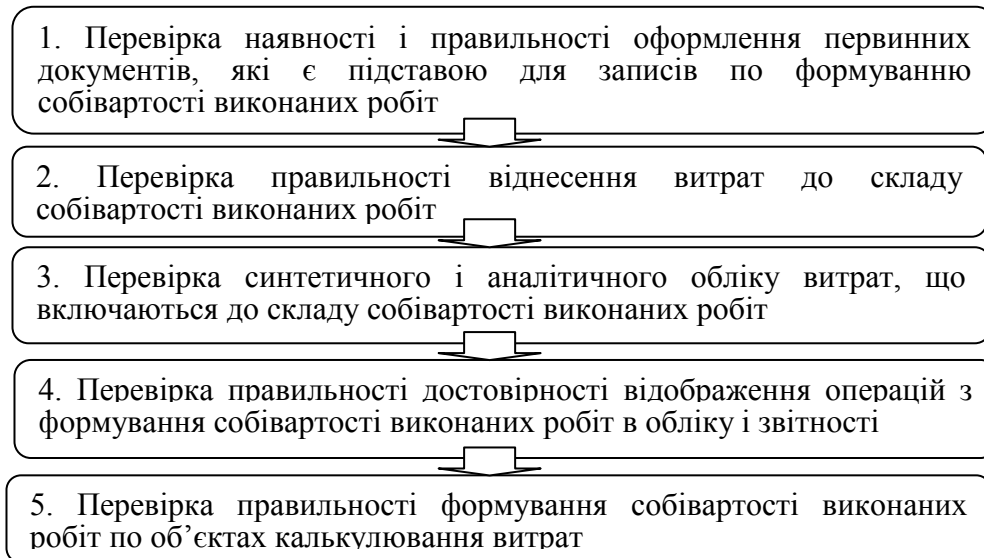 1. Перевірка наявності і правильності оформлення первинних
документів, які є підставою для записів по формуванню
собівартості виконаних робіт
2. Перевірка правильності віднесення витрат до складу
собівартості виконаних робіт
3. Перевірка синтетичного і аналітичного обліку витрат, що
включаються до складу собівартості виконаних робіт
4. Перевірка правильності достовірності відображення операцій з
формування собівартості виконаних робіт в обліку і звітності
5. Перевірка правильності формування собівартості виконаних
робіт по об’єктах калькулювання витрат